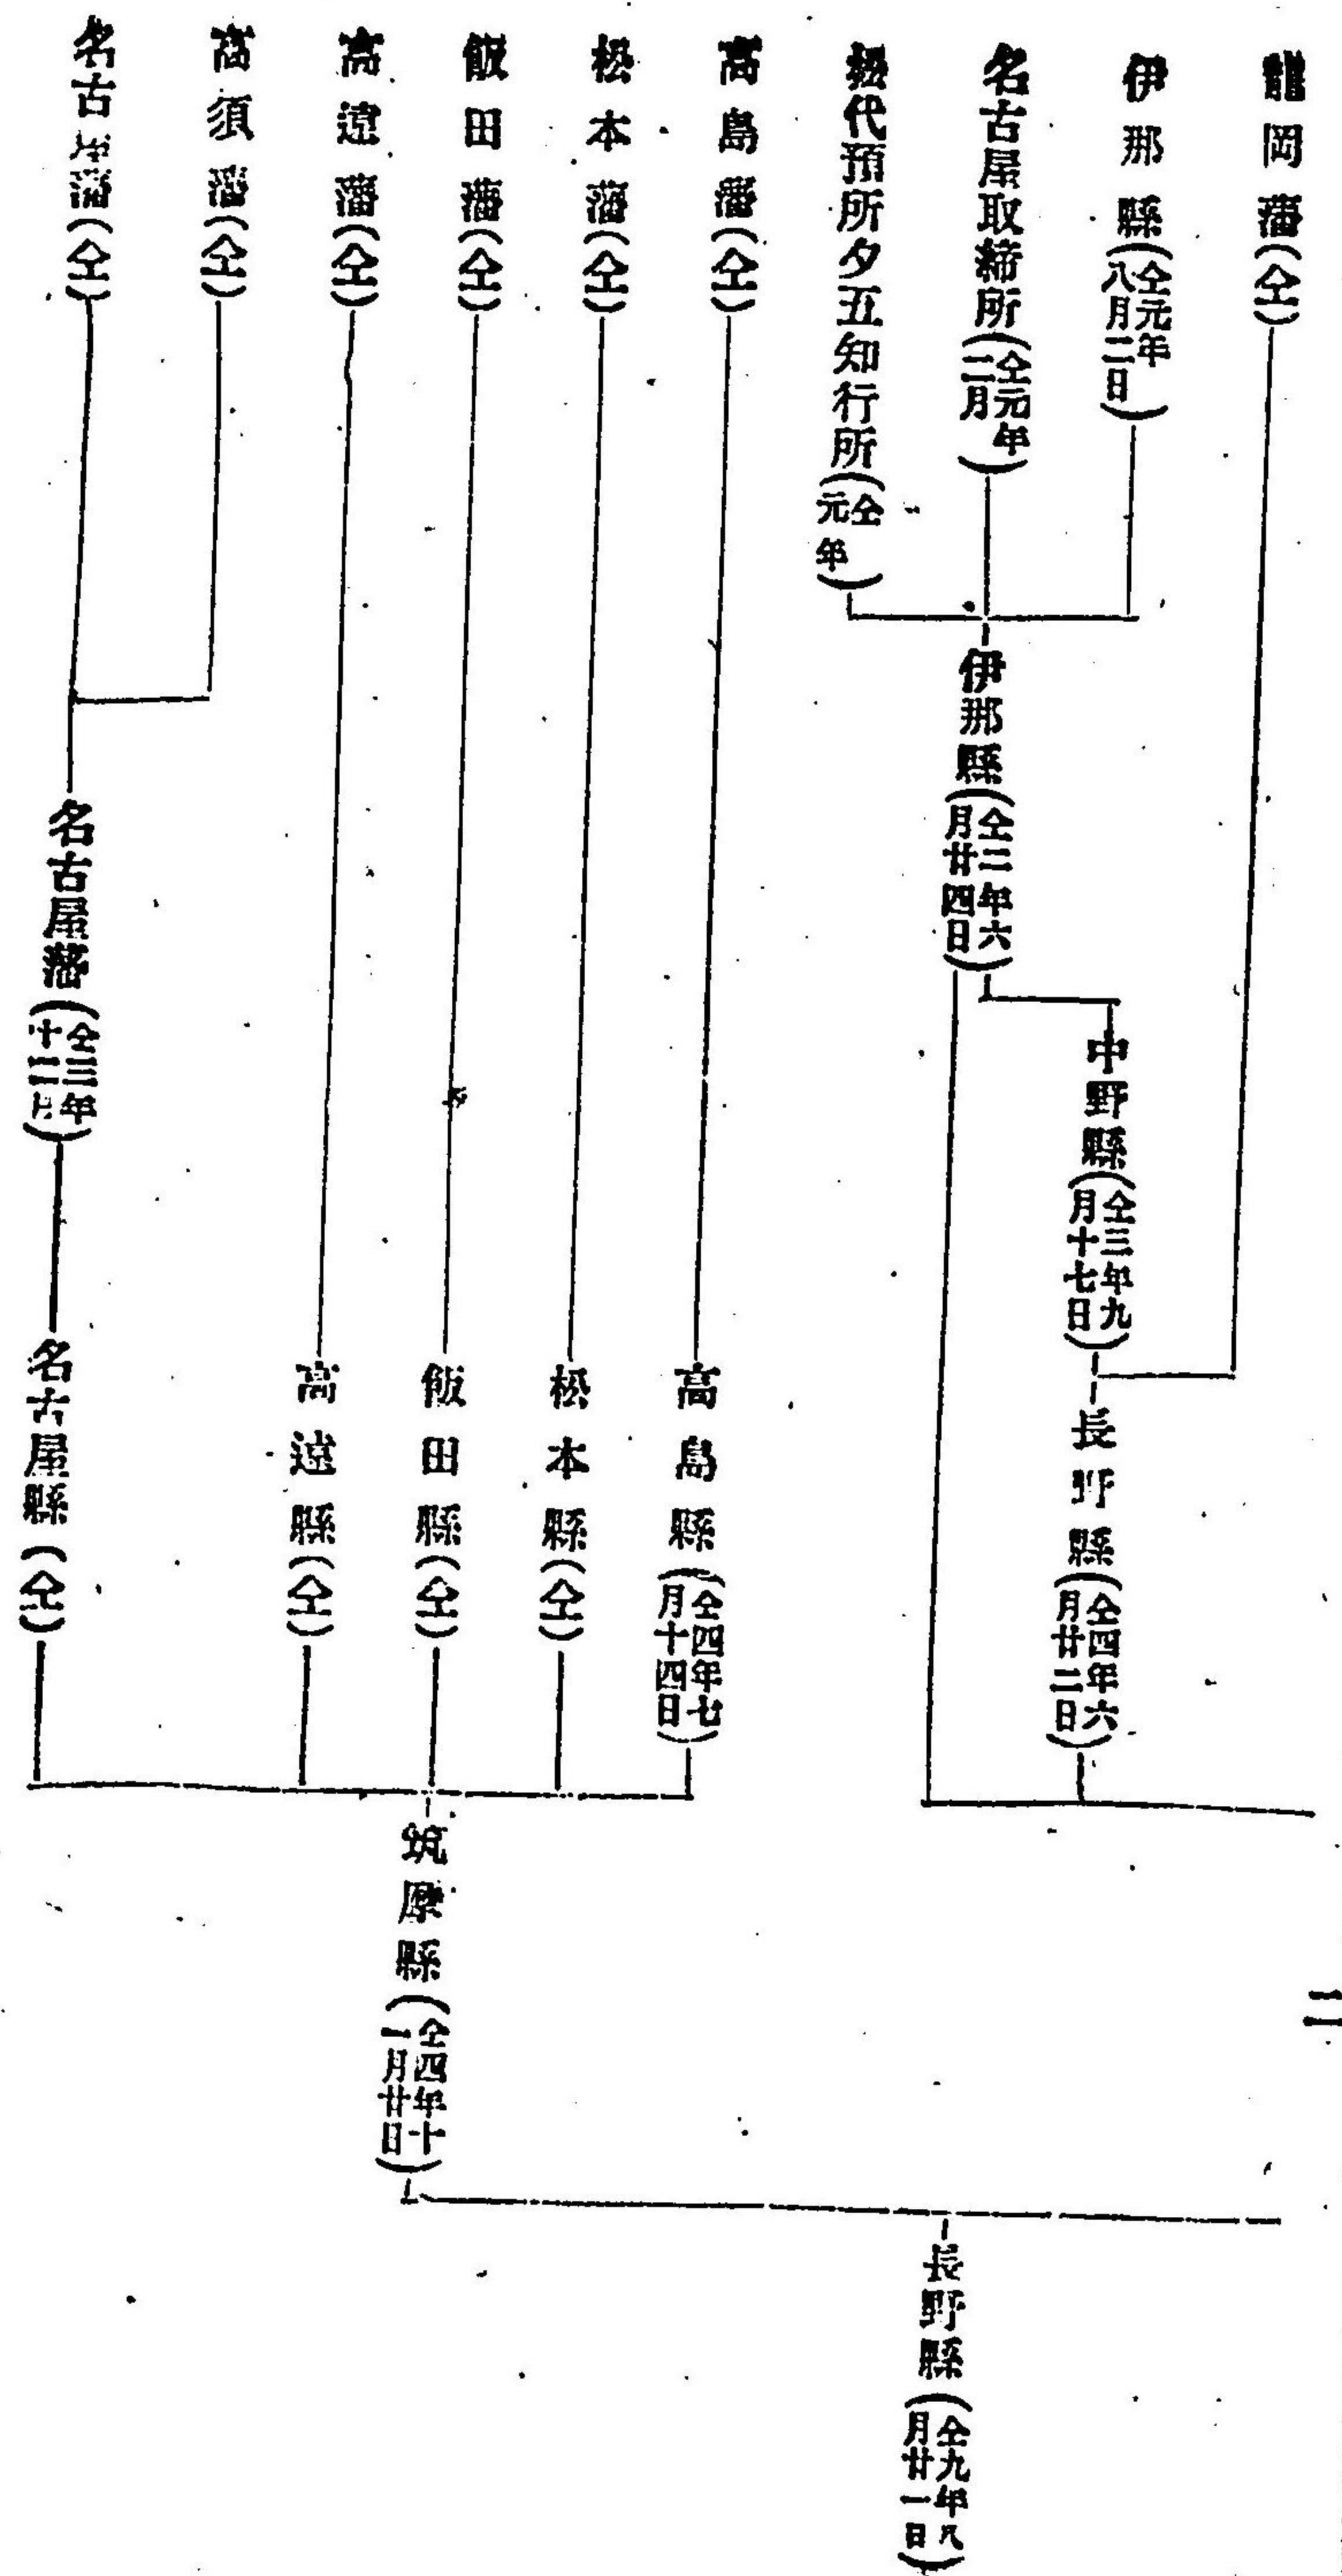 龍岡藩(仝)
伊那縣(仝元年八月二日)
名古屋取締所(仝元年二月)
松代預所夕五知行所(仝元年)
伊那縣(仝二年六月廿四日)
中野縣(仝三年九月十七日)
長野縣(仝四年六月廿二日)
高島藩(仝)
松本藩(仝)
飯田藩(仝)
高遠藩(仝)
高須藩(仝)
名古屋藩(仝)
名古屋藩(仝三年十二月)
高島縣(仝四年七月十四日)
松本縣(仝)
飯田縣(仝)
高遠縣(仝)
名古屋縣(仝)
筑摩縣(仝四年十一月廿日)
長野縣(仝九年八月廿一日)
二